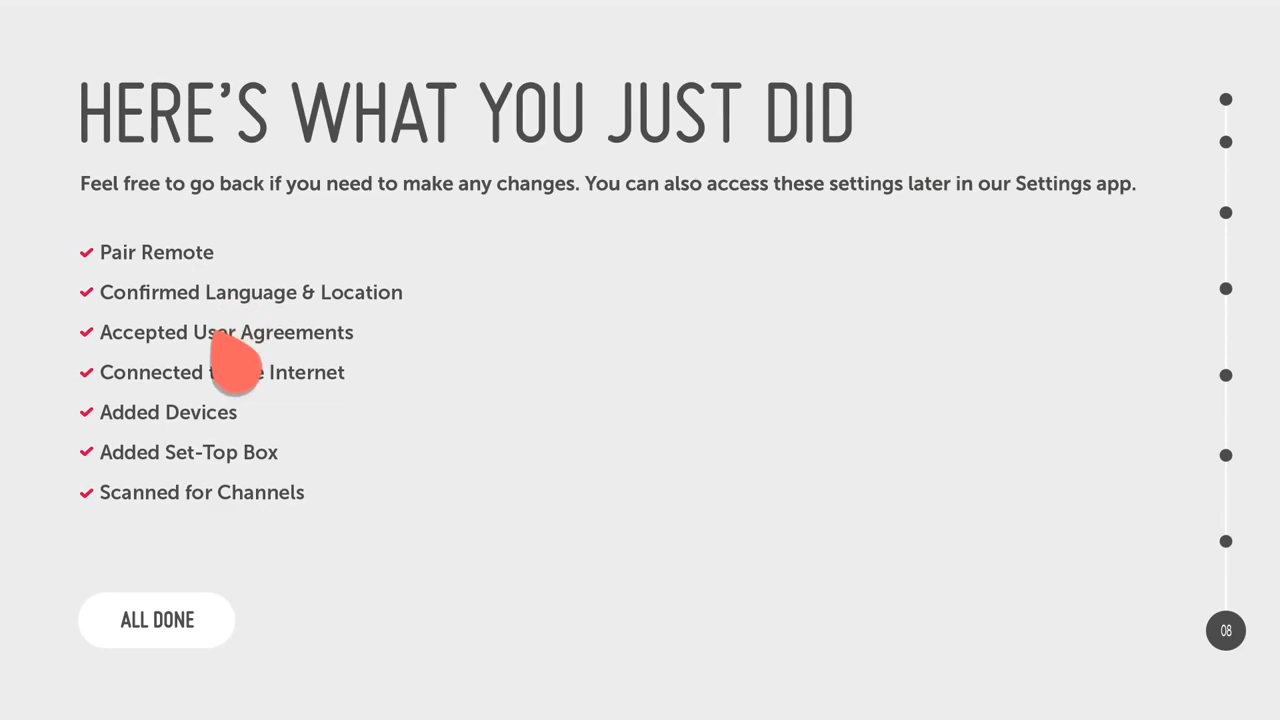 HERE'S WHAT YOU JUST DID
Feel free to go back if you need to make any changes. You can also access these settings later in our Settings app.
Pair Remote
Confirmed Language & Location
Accepted User Agreements
Connected Internet
Added Devices
Added Set-Top Box
Scanned for Channels
ALL DONE
08